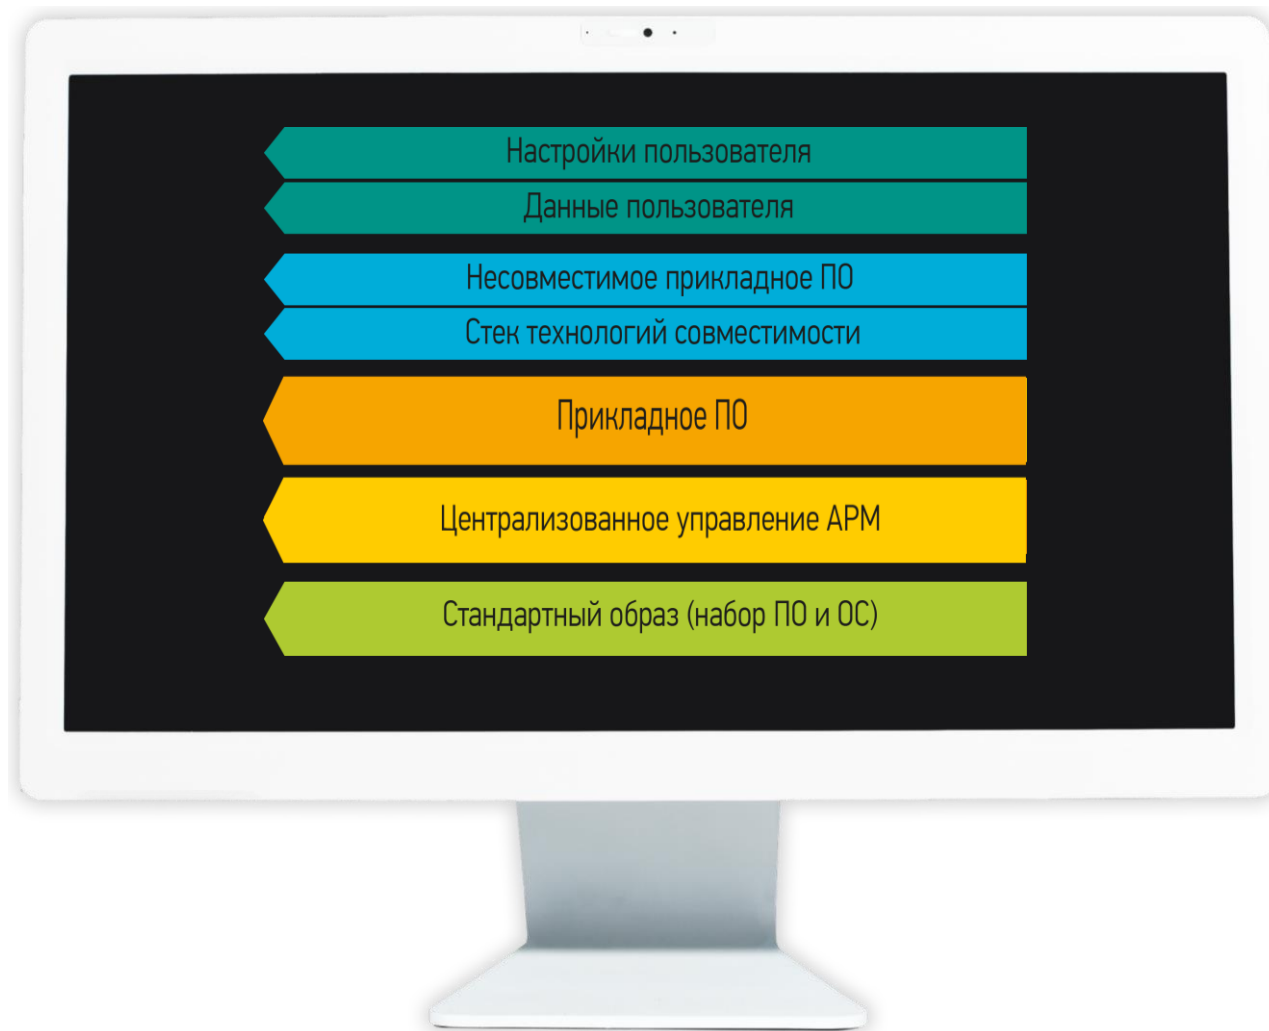 Настройки пользователя
Данные пользователя
Несовместимое прикладное ПО
Стек технологий совместимости
Прикладное ПО
Централизованное управление АРМ
Стандартный образ (набор ПО и ОС)